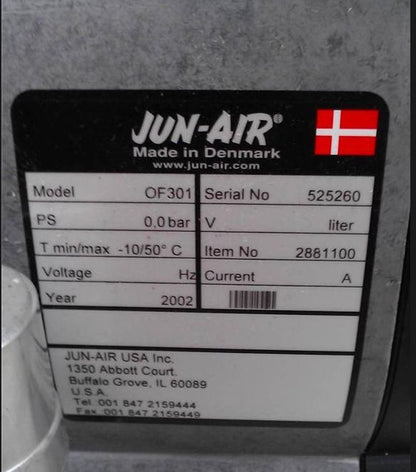 JUN-AIR®
Made in Denmark
www.jun-air.com
Model OF301 Serial No 525260
PS 0,0 bar V liter
T min/max -10/50° C Item No 2881100
Voltage Hz Current A
Year 2002
JUN-AIR USA Inc.
1350 Abbott Court.
Buffalo Grove, IL 60089
U.S.A.
Tel. 001 847 2159444
Fax. 001 847 2159449